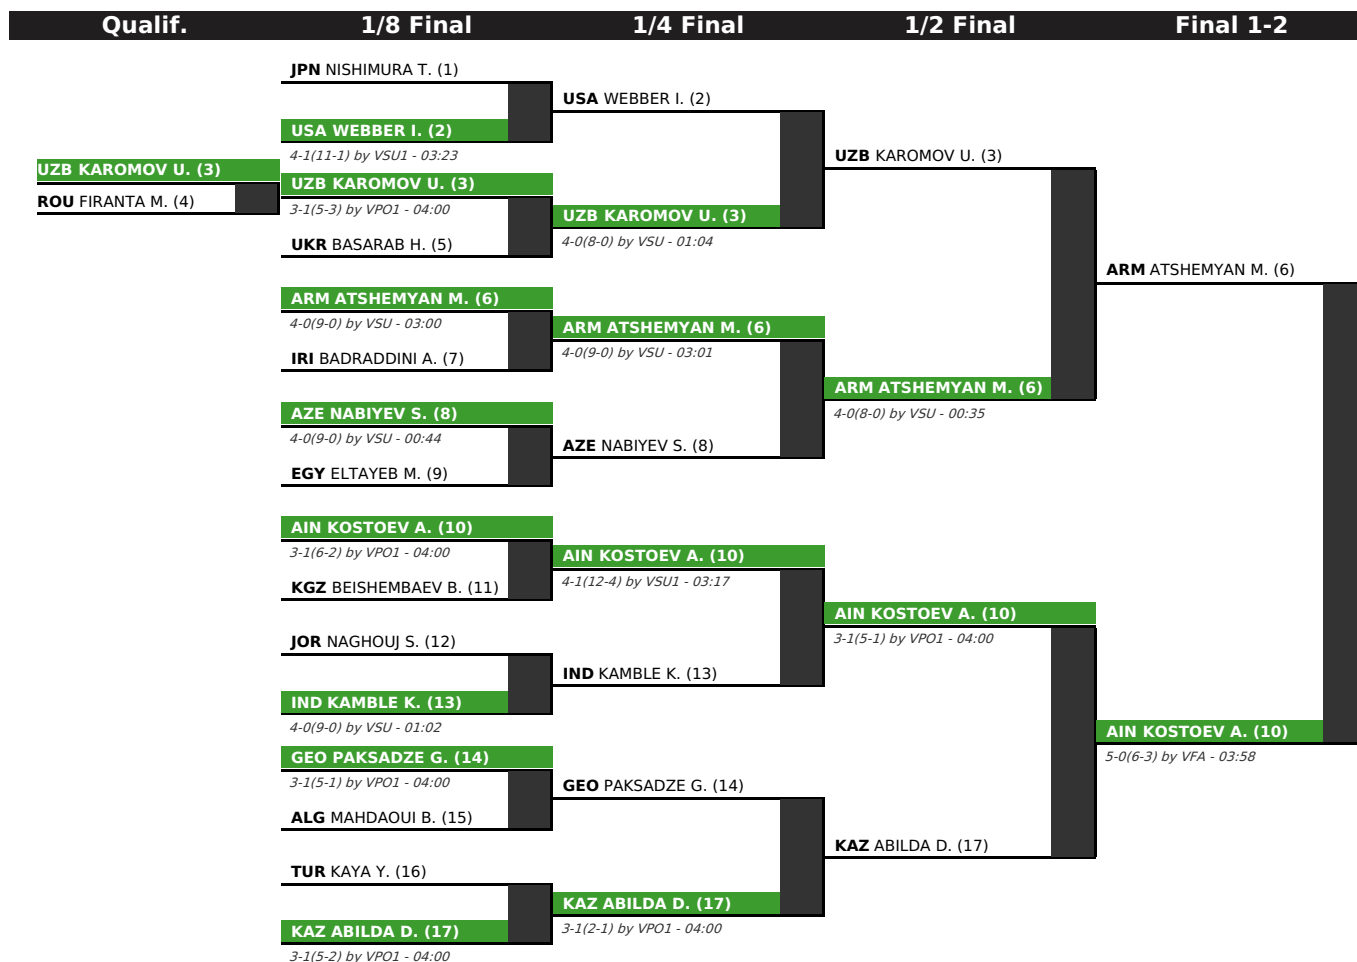 Qualif.
1/8 Final
1/4 Final
1/2 Final
Final 1-2
UZB KAROMOV U. (3)
ROU FIRANTA M. (4)
JPN NISHIMURA T. (1)
USA WEBBER I. (2)
4-1(11-1) by VSU1 - 03:23
UZB KAROMOV U. (3)
3-1(5-3) by VPO1 - 04:00
UKR BASARAB H. (5)
ARM ATSHEMYAN M. (6)
4-0(9-0) by VSU - 03:00
IRI BADRADDINI A. (7)
AZE NABIYEV S. (8)
4-0(9-0) by VSU - 00:44
EGY ELTAYEB M. (9)
AIN KOSTOEV A. (10)
3-1(6-2) by VPO1 - 04:00
KGZ BEISHEMBAEV B. (11)
JOR NAGHOUJ S. (12)
IND KAMBLE K. (13)
4-0(9-0) by VSU - 01:02
GEO PAKSADZE G. (14)
3-1(5-1) by VPO1 - 04:00
ALG MAHDAOUI B. (15)
TUR KAYA Y. (16)
KAZ ABILDA D. (17)
3-1(5-2) by VPO1 - 04:00
USA WEBBER I. (2)
UZB KAROMOV U. (3)
4-0(8-0) by VSU - 01:04
ARM ATSHEMYAN M. (6)
4-0(9-0) by VSU - 03:01
AZE NABIYEV S. (8)
AIN KOSTOEV A. (10)
4-1(12-4) by VSU1 - 03:17
IND KAMBLE K. (13)
GEO PAKSADZE G. (14)
KAZ ABILDA D. (17)
3-1(2-1) by VPO1 - 04:00
UZB KAROMOV U. (3)
ARM ATSHEMYAN M. (6)
4-0(8-0) by VSU - 00:35
AIN KOSTOEV A. (10)
3-1(5-1) by VPO1 - 04:00
KAZ ABILDA D. (17)
ARM ATSHEMYAN M. (6)
AIN KOSTOEV A. (10)
5-0(6-3) by VFA - 03:58